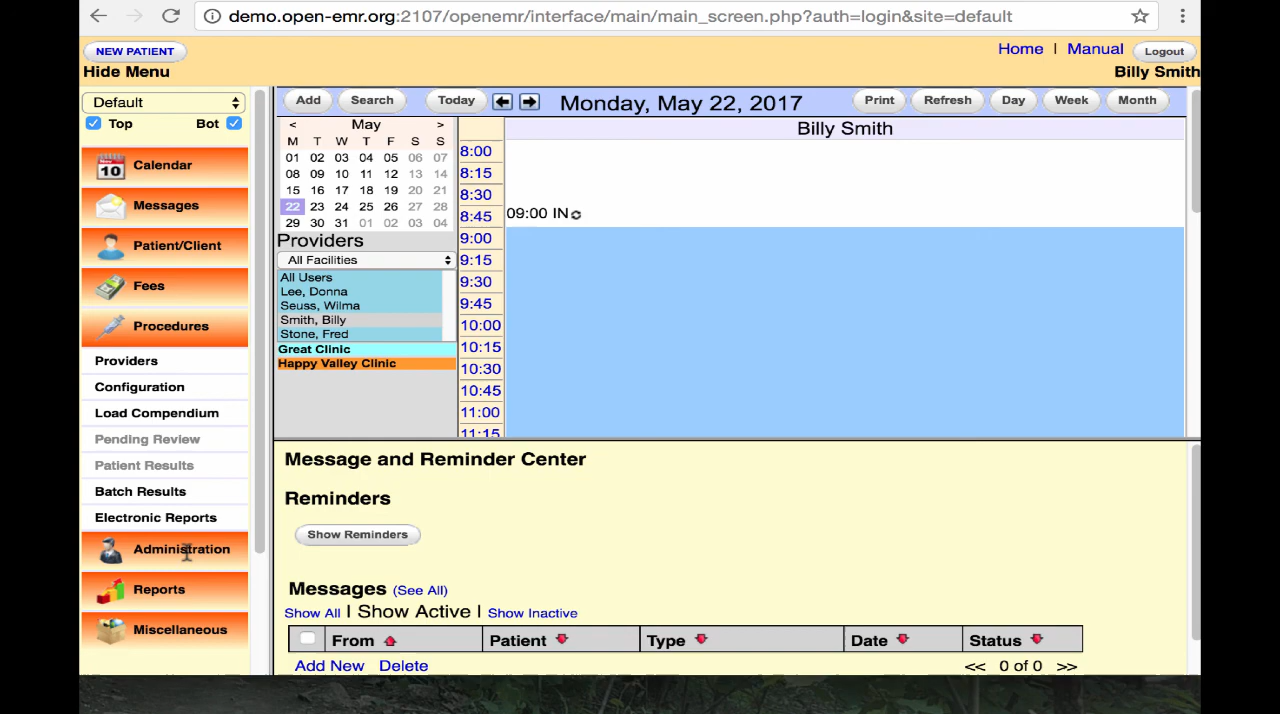 demo.open-emr.org:2107/openemr/interface/main/main_screen.php?auth=login&site=default
NEW PATIENT
Hide Menu
Home | Manual Logout
Billy Smith
Default
Top Bot
Nov 10 Calendar
Messages
Patient/Client
Fees
Procedures
Providers
Configuration
Load Compendium
Pending Review
Patient Results
Batch Results
Electronic Reports
Administration
Reports
Miscellaneous
Add Search Today Monday, May 22, 2017 Print Refresh Day Week Month
< May >
M T W T F S S
01 02 03 04 05 06 07
08 09 10 11 12 13 14
15 16 17 18 19 20 21
22 23 24 25 26 27 28
29 30 31 01 02 03 04
Providers
All Facilities
All Users
Lee, Donna
Seuss, Wilma
Smith, Billy
Stone, Fred
Great Clinic
Happy Valley Clinic
Billy Smith
8:00
8:15
8:30
8:45
09:00 IN
9:00
9:15
9:30
9:45
10:00
10:15
10:30
10:45
11:00
11:15
Message and Reminder Center
Reminders
Show Reminders
Messages (See All)
Show All | Show Active | Show Inactive
From Patient Type Date Status
Add New Delete << 0 of 0 >>